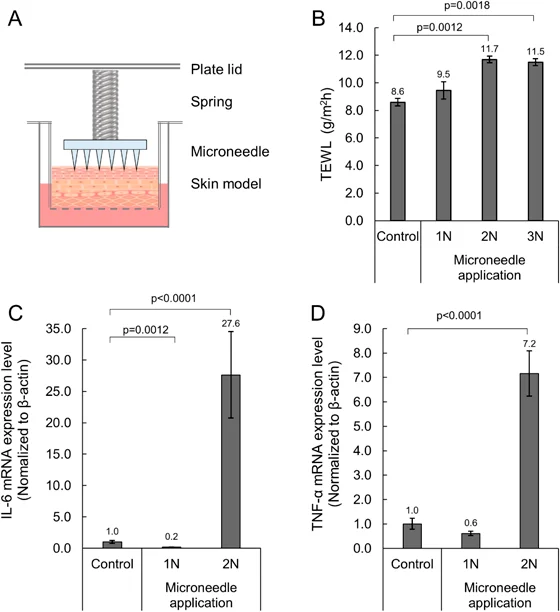 A
Plate lid
Spring
Microneedle
Skin model
B
p=0.0018
p=0.0012
TEWL (g/m²h)
14.0
12.0
10.0
8.0
6.0
4.0
2.0
0.0
8.6
9.5
11.7
11.5
Control 1N 2N 3N
Microneedle
application
C
p<0.0001
p=0.0012
IL-6 mRNA expression level
(Nomalized to β-actin)
35.0
30.0
25.0
20.0
15.0
10.0
5.0
0.0
1.0
0.2
27.6
Control 1N 2N
Microneedle
application
D
p<0.0001
TNF-α mRNA expression level
(Normalized to β-actin)
9.0
8.0
7.0
6.0
5.0
4.0
3.0
2.0
1.0
0.0
1.0
0.6
7.2
Control 1N 2N
Microneedle
application